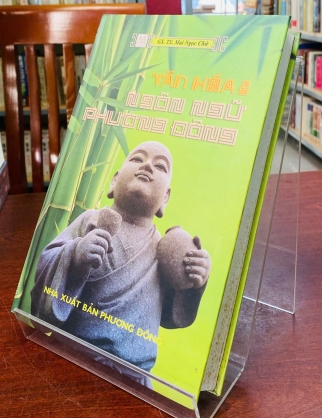 GS. TS. Mai Ngọc Chừ
VĂN HÓA &
NGÔN NGỮ
PHƯƠNG ĐÔNG
NHÀ XUẤT BẢN PHƯƠNG ĐÔNG